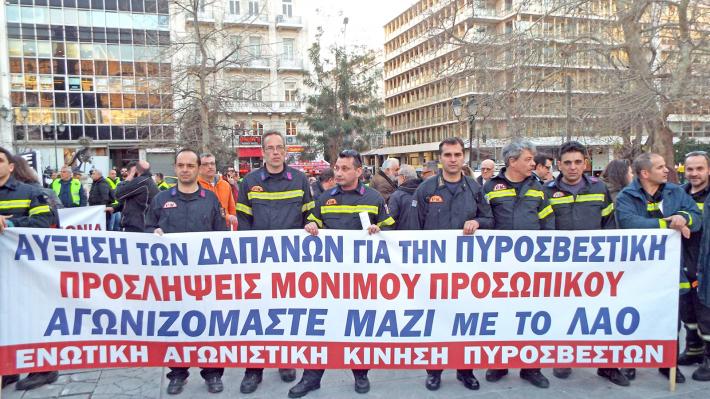 ΑΥΞΗΣΗ ΤΩΝ ΔΑΠΑΝΩΝ ΓΙΑ ΤΗΝ ΠΥΡΟΣΒΕΣΤΙΚΗ
ΠΡΟΣΛΗΨΕΙΣ ΜΟΝΙΜΟΥ ΠΡΟΣΩΠΙΚΟΥ
ΑΓΩΝΙΖΟΜΑΣΤΕ ΜΑΖΙ ΜΕ ΤΟ ΛΑΟ
ΕΝΩΤΙΚΗ ΑΓΩΝΙΣΤΙΚΗ ΚΙΝΗΣΗ ΠΥΡΟΣΒΕΣΤΩΝ